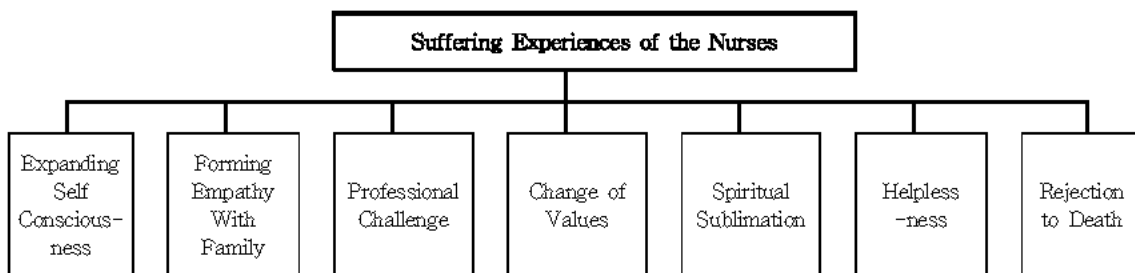 Suffering Experiences of the Nurses
Expanding
Self
Conscious-
ness
Forming
Empathy
With
Family
Professional
Challenge
Change of
Values
Spiritual
Sublimation
Helpless
-ness
Rejection
to Death